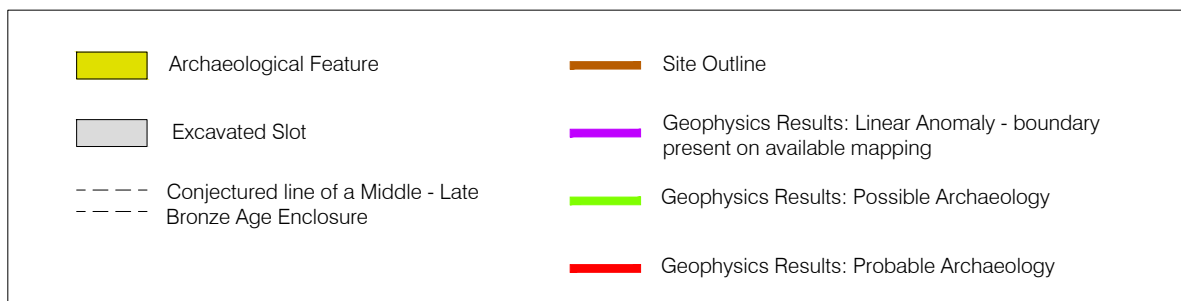 Archaeological Feature
Excavated Slot
Conjectured line of a Middle - Late
Bronze Age Enclosure
Site Outline
Geophysics Results: Linear Anomaly - boundary
present on available mapping
Geophysics Results: Possible Archaeology
Geophysics Results: Probable Archaeology